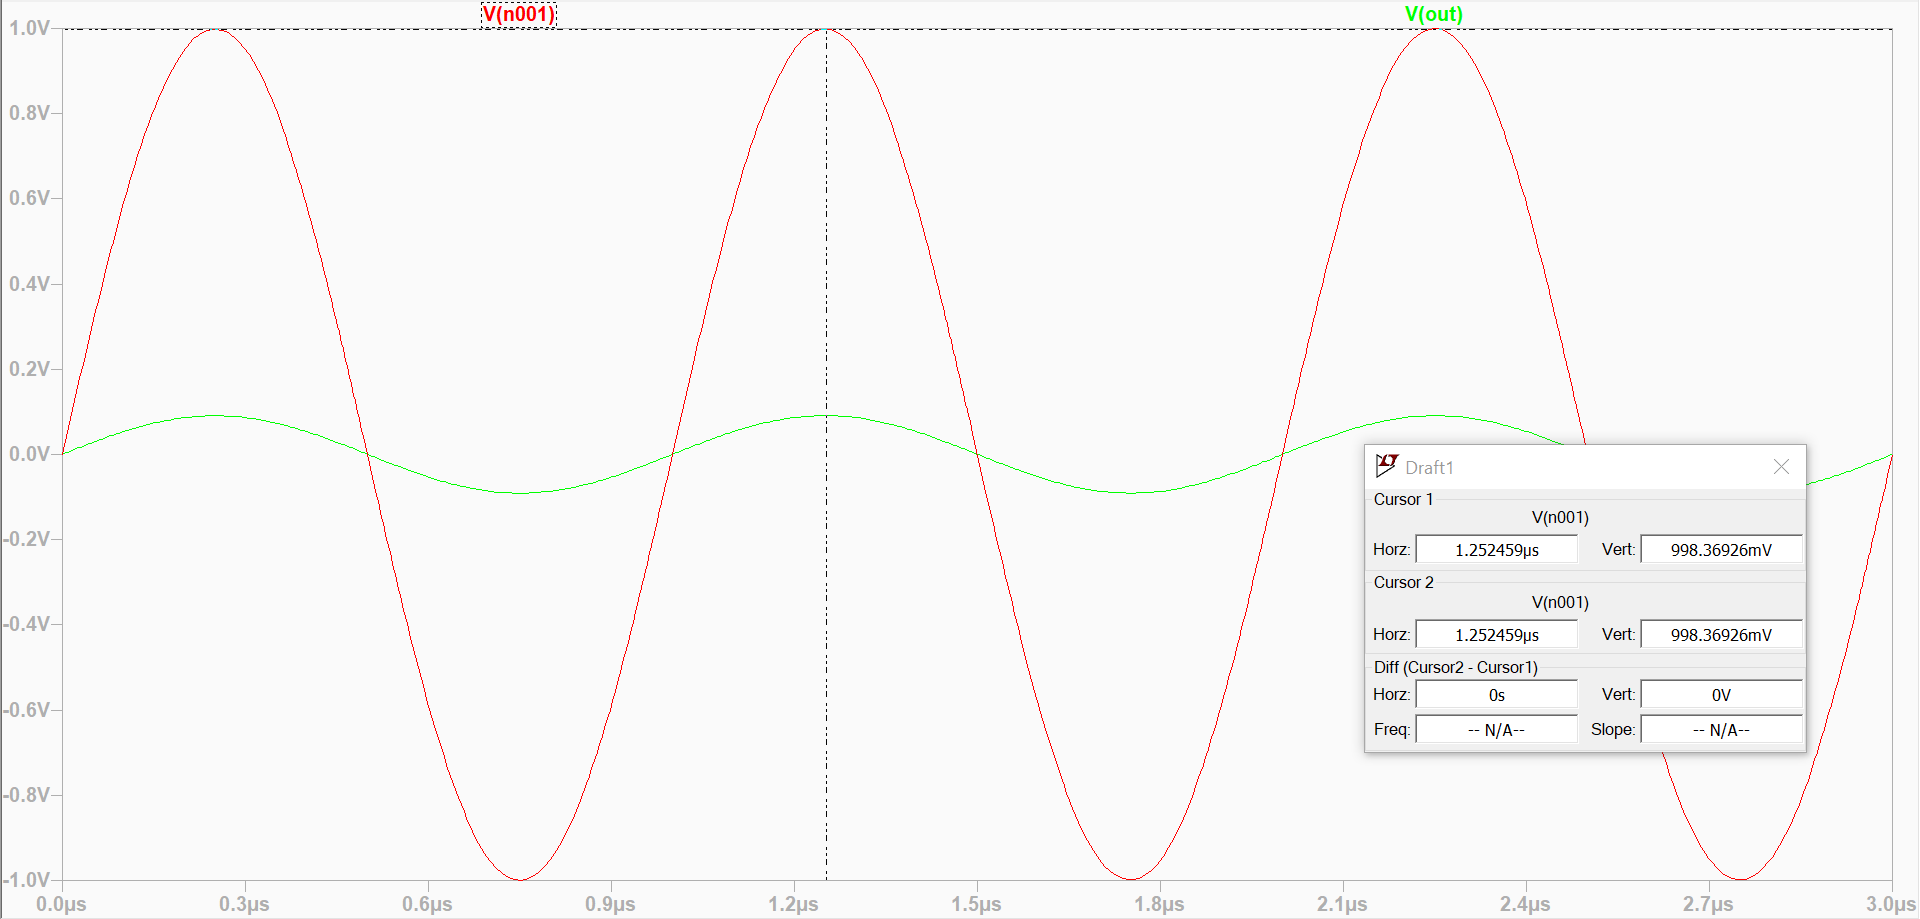 V(n001) V(out)
1.0V
0.8V
0.6V
0.4V
0.2V
0.0V
-0.2V
-0.4V
-0.6V
-0.8V
-1.0V
0.0µs 0.3µs 0.6µs 0.9µs 1.2µs 1.5µs 1.8µs 2.1µs 2.4µs 2.7µs 3.0µs
Draft1
Cursor 1
V(n001)
Horz: 1.252459µs Vert: 998.36926mV
Cursor 2
V(n001)
Horz: 1.252459µs Vert: 998.36926mV
Diff (Cursor2 - Cursor1)
Horz: 0s Vert: 0V
Freq: -- N/A-- Slope: -- N/A--